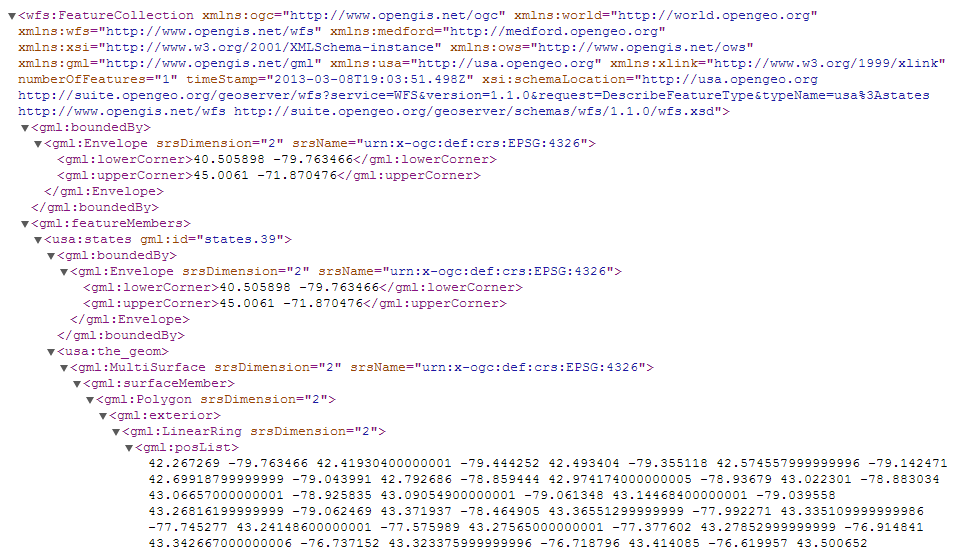 ▼<wfs:FeatureCollection xmlns:ogc="http://www.opengis.net/ogc" xmlns:world="http://world.opengeo.org"
xmlns:wfs="http://www.opengis.net/wfs" xmlns:medford="http://medford.opengeo.org"
xmlns:xsi="http://www.w3.org/2001/XMLSchema-instance" xmlns:ows="http://www.opengis.net/ows"
xmlns:gml="http://www.opengis.net/gml" xmlns:usa="http://usa.opengeo.org" xmlns:xlink="http://www.w3.org/1999/xlink"
numberOfFeatures="1" timeStamp="2013-03-08T19:03:51.498Z" xsi:schemaLocation="http://usa.opengeo.org
http://suite.opengeo.org/geoserver/wfs?service=WFS&version=1.1.0&request=DescribeFeatureType&typeName=usa%3Astates
http://www.opengis.net/wfs http://suite.opengeo.org/geoserver/schemas/wfs/1.1.0/wfs.xsd">
▼<gml:boundedBy>
▼<gml:Envelope srsDimension="2" srsName="urn:x-ogc:def:crs:EPSG:4326">
<gml:lowerCorner>40.505898 -79.763466</gml:lowerCorner>
<gml:upperCorner>45.0061 -71.870476</gml:upperCorner>
</gml:Envelope>
</gml:boundedBy>
▼<gml:featureMembers>
▼<usa:states gml:id="states.39">
▼<gml:boundedBy>
▼<gml:Envelope srsDimension="2" srsName="urn:x-ogc:def:crs:EPSG:4326">
<gml:lowerCorner>40.505898 -79.763466</gml:lowerCorner>
<gml:upperCorner>45.0061 -71.870476</gml:upperCorner>
</gml:Envelope>
</gml:boundedBy>
▼<usa:the_geom>
▼<gml:MultiSurface srsDimension="2" srsName="urn:x-ogc:def:crs:EPSG:4326">
▼<gml:surfaceMember>
▼<gml:Polygon srsDimension="2">
▼<gml:exterior>
▼<gml:LinearRing srsDimension="2">
▼<gml:posList>
42.267269 -79.763466 42.41930400000001 -79.444252 42.493404 -79.355118 42.574557999999996 -79.142471
42.69918799999999 -79.043991 42.792686 -78.859444 42.974174000000005 -78.93679 43.022301 -78.883034
43.06657000000001 -78.925835 43.09054900000001 -79.061348 43.14468400000001 -79.039558
43.26816199999999 -79.062469 43.371937 -78.464905 43.36551299999999 -77.992271 43.335109999999986
-77.745277 43.24148600000001 -77.575989 43.27565000000001 -77.377602 43.27852999999999 -76.914841
43.342667000000006 -76.737152 43.323375999999996 -76.718796 43.414085 -76.619957 43.500652